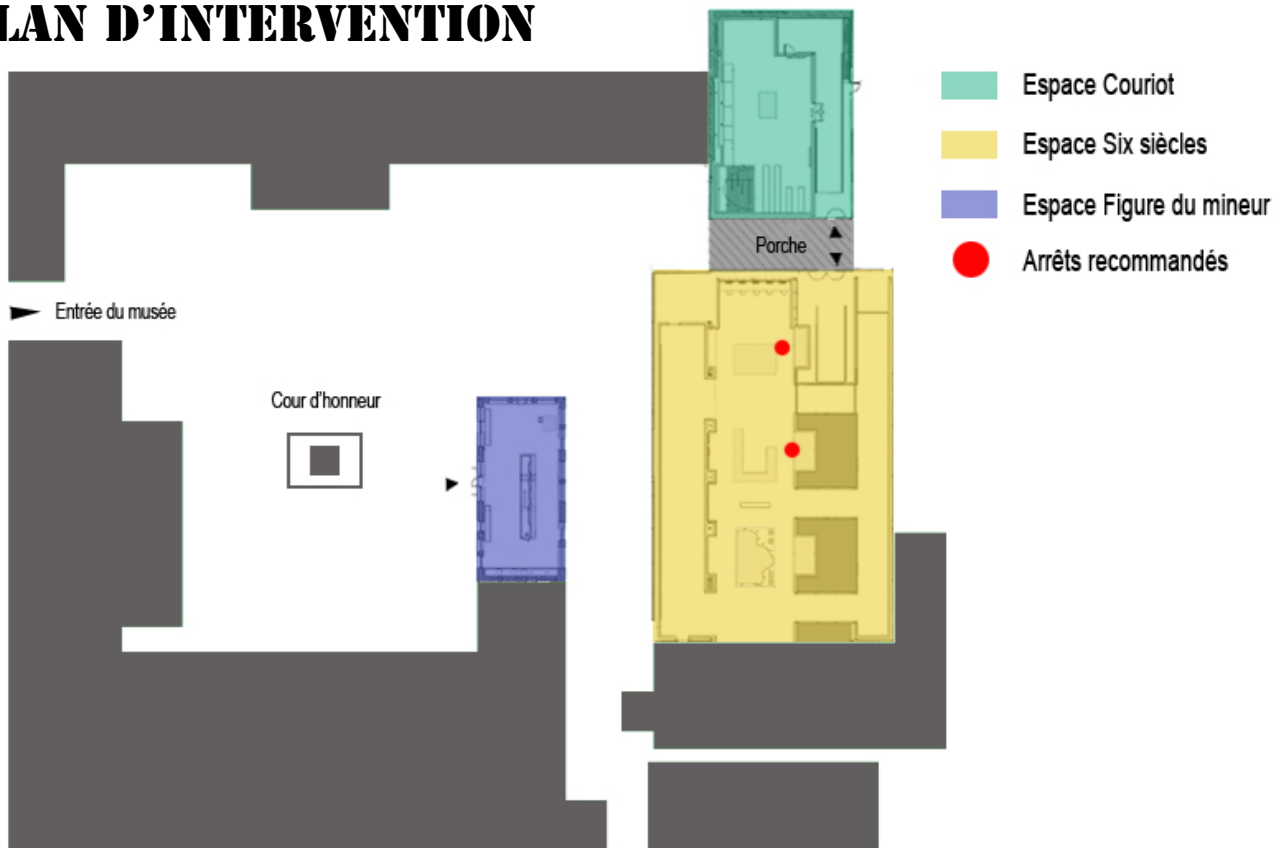 LAN D'INTERVENTION
Espace Couriot
Espace Six siècles
Espace Figure du mineur
Arrêts recommandés
Porche
Entrée du musée
Cour d'honneur